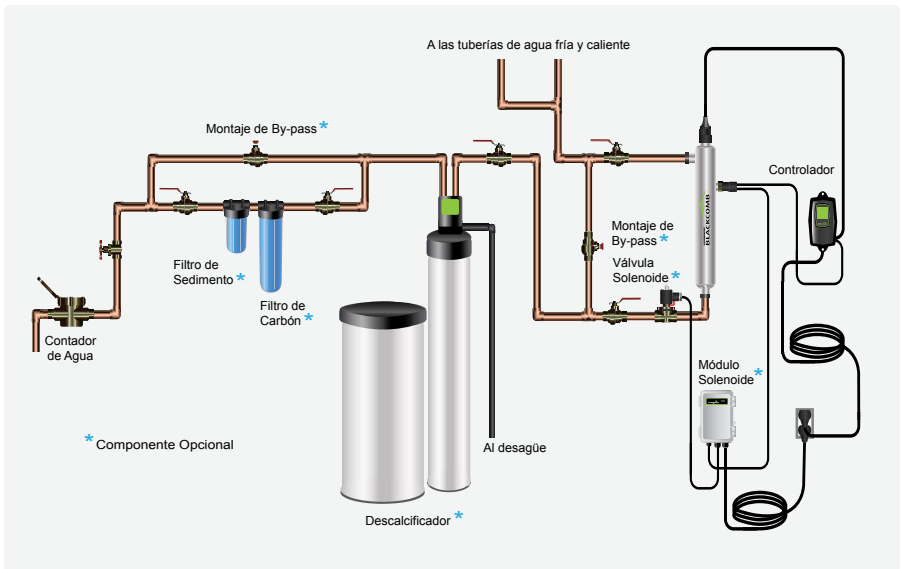 A las tuberías de agua fría y caliente
Montaje de By-pass *
Controlador
BLACKCOMB
Montaje de
By-pass *
Válvula
Solenoide *
Filtro de
Sedimento *
Filtro de
Carbón *
Contador
de Agua
Módulo
Solenoide *
* Componente Opcional
Al desagüe
Descalcificador *